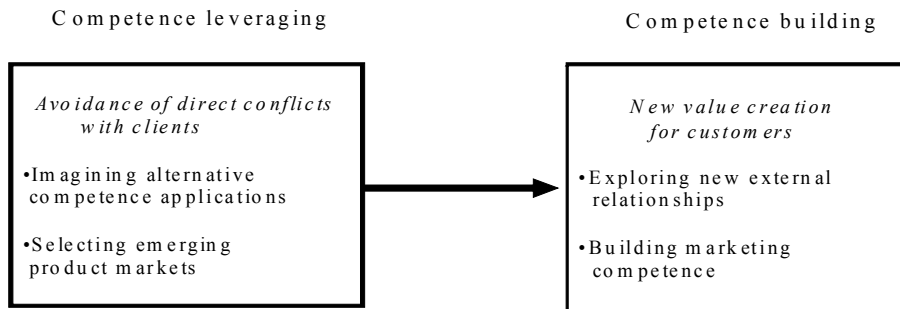 Competence leveraging
Avoidance of direct conflicts
with clients
•Imagining alternative
competence applications
•Selecting emerging
product markets
Competence building
New value creation
for customers
•Exploring new external
relationships
•Building marketing
competence